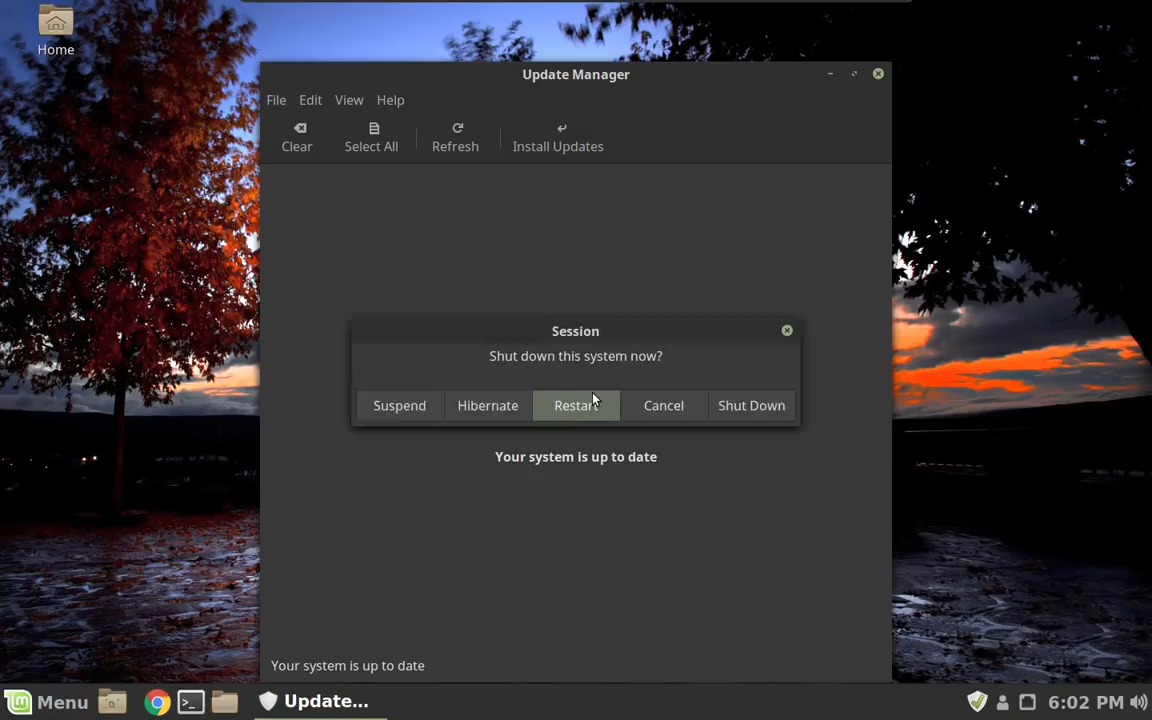 Home
Update Manager
File Edit View Help
Clear Select All Refresh Install Updates
Session
Shut down this system now?
Suspend Hibernate Restart Cancel Shut Down
Your system is up to date
Your system is up to date
Menu Update... 6:02 PM